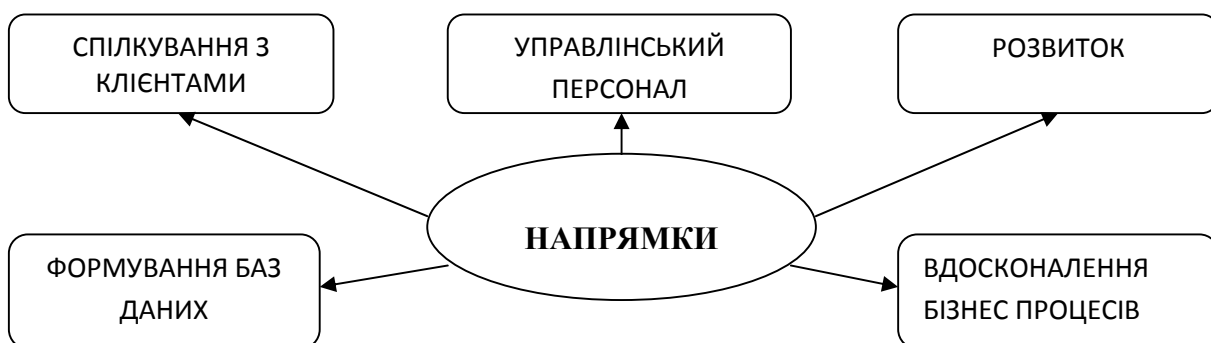 СПІЛКУВАННЯ З
КЛІЄНТАМИ
УПРАВЛІНСЬКИЙ
ПЕРСОНАЛ
РОЗВИТОК
НАПРЯМКИ
ФОРМУВАННЯ БАЗ
ДАНИХ
ВДОСКОНАЛЕННЯ
БІЗНЕС ПРОЦЕСІВ